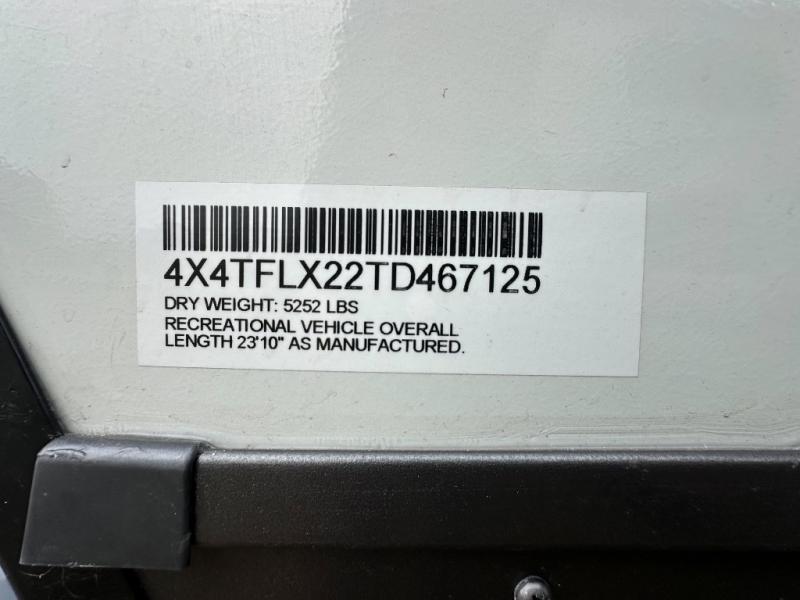 4X4TFLX22TD467125
DRY WEIGHT: 5252 LBS
RECREATIONAL VEHICLE OVERALL
LENGTH 23'10" AS MANUFACTURED.